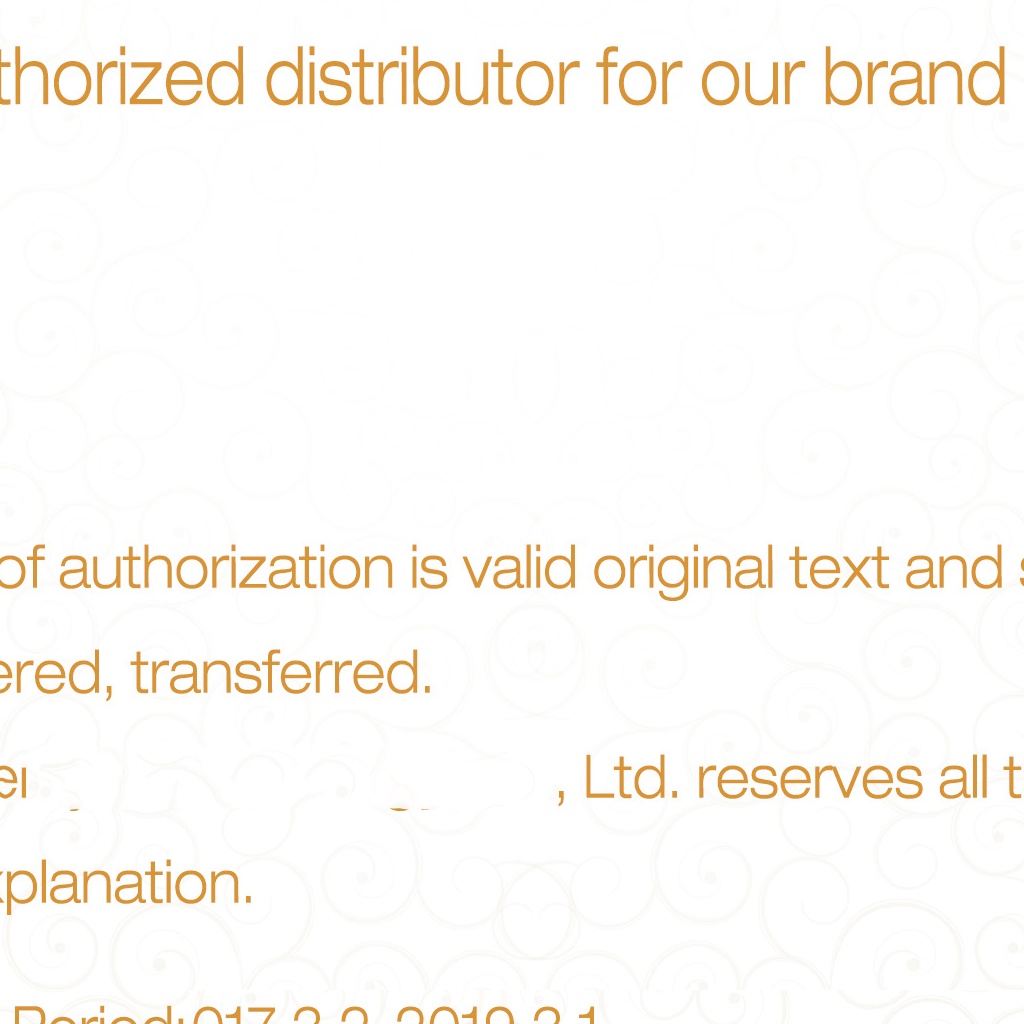 thorized distributor for our brand
of authorization is valid original text and s
ered, transferred.
, Ltd. reserves all t
xplanation.
Period:017.3.2-2019.3.1